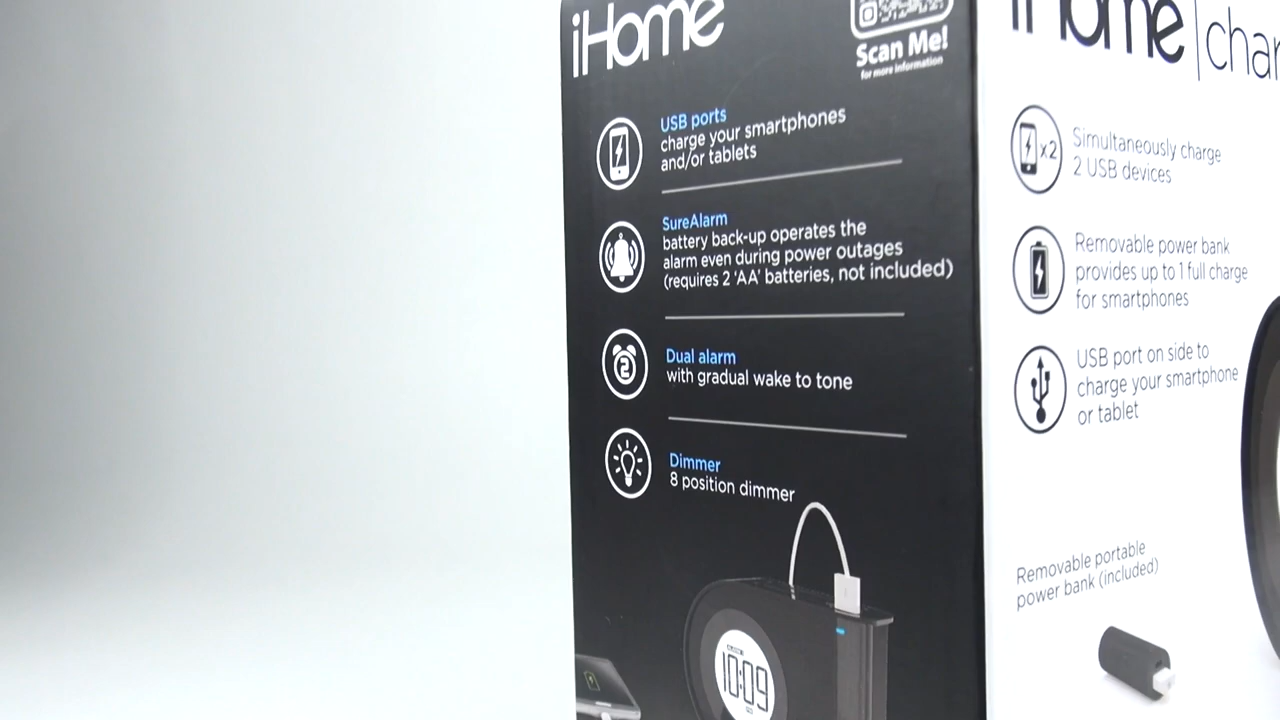 iHome
Scan Me!
for more information
USB ports
charge your smartphones
and/or tablets
SureAlarm
battery back-up operates the
alarm even during power outages
(requires 2 'AA' batteries, not included)
2
Dual alarm
with gradual wake to tone
Dimmer
8 position dimmer
10:09
iHome
x2
Simultaneously charge
2 USB devices
Removable power bank
provides up to 1 full charge
for smartphones
USB port on side to
charge your smartphone
or tablet
Removable portable
power bank (included)